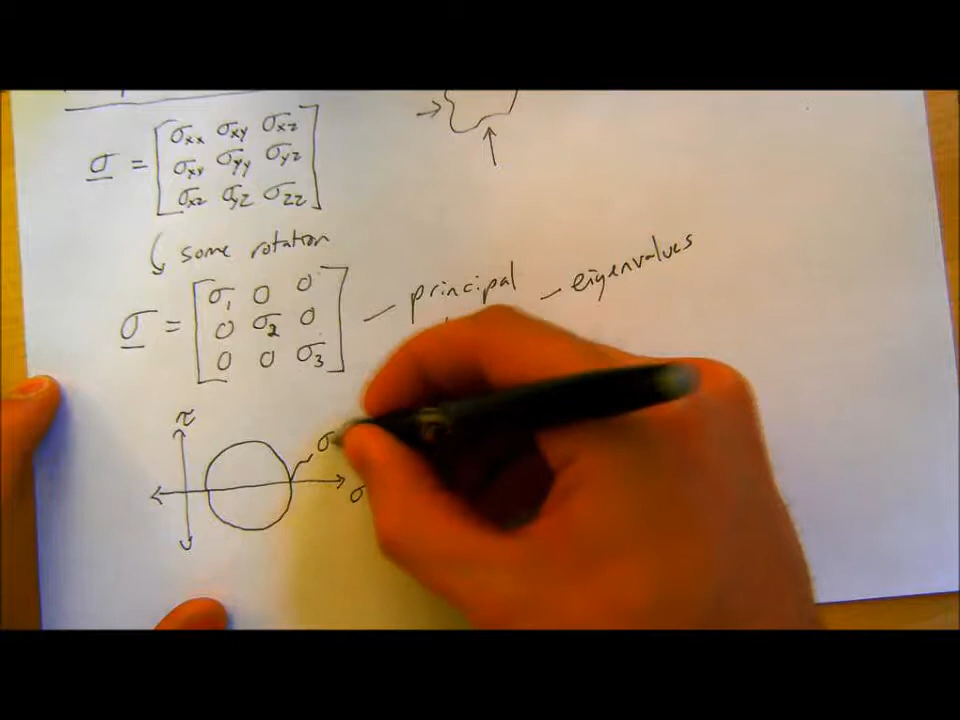 σ = [σxx σxy σxz
σxy σyy σyz
σxz σyz σzz]
some rotation
σ = [σ1 0 0
0 σ2 0
0 0 σ3]
— principal — eigenvalues
τ
σ
σ